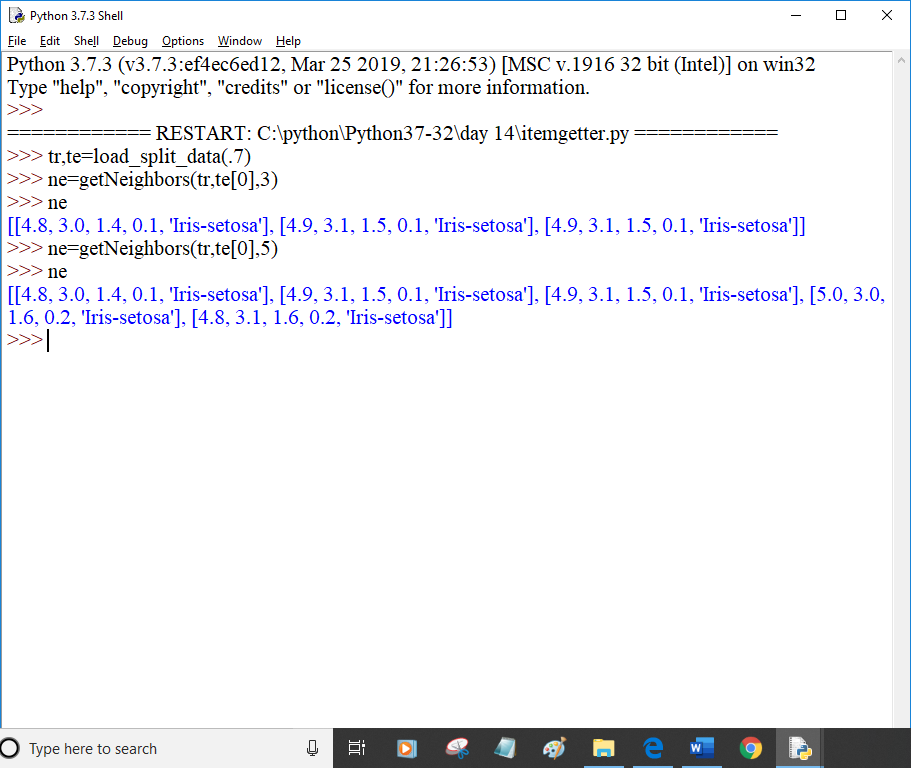 Python 3.7.3 Shell
File Edit Shell Debug Options Window Help
Python 3.7.3 (v3.7.3:ef4ec6ed12, Mar 25 2019, 21:26:53) [MSC v.1916 32 bit (Intel)] on win32
Type "help", "copyright", "credits" or "license()" for more information.
>>>
============ RESTART: C:\python\Python37-32\day 14\itemgetter.py ============
>>> tr,te=load_split_data(.7)
>>> ne=getNeighbors(tr,te[0],3)
>>> ne
[[4.8, 3.0, 1.4, 0.1, 'Iris-setosa'], [4.9, 3.1, 1.5, 0.1, 'Iris-setosa'], [4.9, 3.1, 1.5, 0.1, 'Iris-setosa']]
>>> ne=getNeighbors(tr,te[0],5)
>>> ne
[[4.8, 3.0, 1.4, 0.1, 'Iris-setosa'], [4.9, 3.1, 1.5, 0.1, 'Iris-setosa'], [4.9, 3.1, 1.5, 0.1, 'Iris-setosa'], [5.0, 3.0,
1.6, 0.2, 'Iris-setosa'], [4.8, 3.1, 1.6, 0.2, 'Iris-setosa']]
>>>
Type here to search